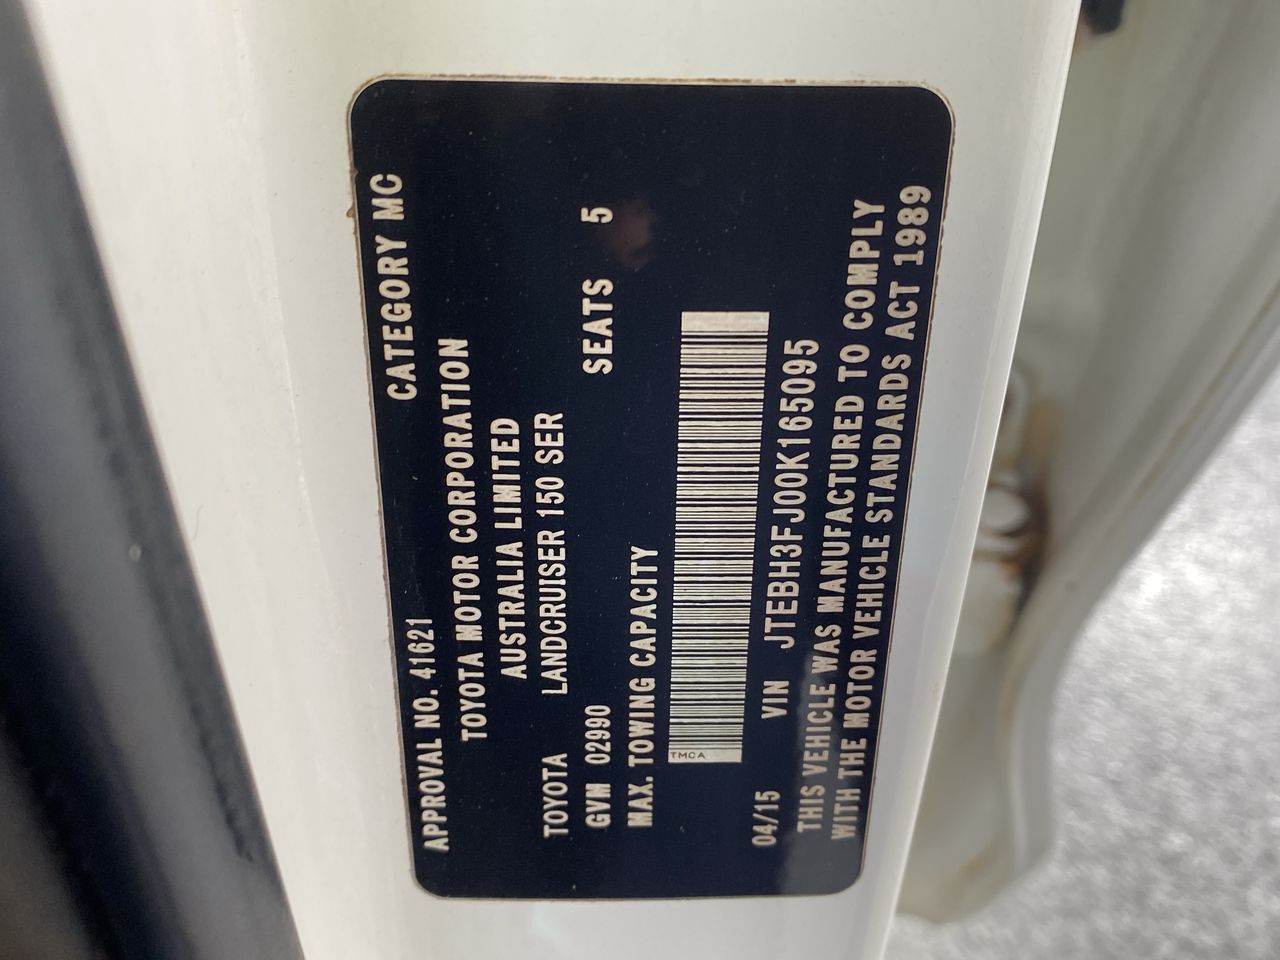 APPROVAL NO. 41621 CATEGORY MC
TOYOTA MOTOR CORPORATION
AUSTRALIA LIMITED
TOYOTA LANDCRUISER 150 SER
GVM 02990 SEATS 5
MAX. TOWING CAPACITY
TMCA
04/15 VIN JTEBH3FJ00K165095
THIS VEHICLE WAS MANUFACTURED TO COMPLY
WITH THE MOTOR VEHICLE STANDARDS ACT 1989